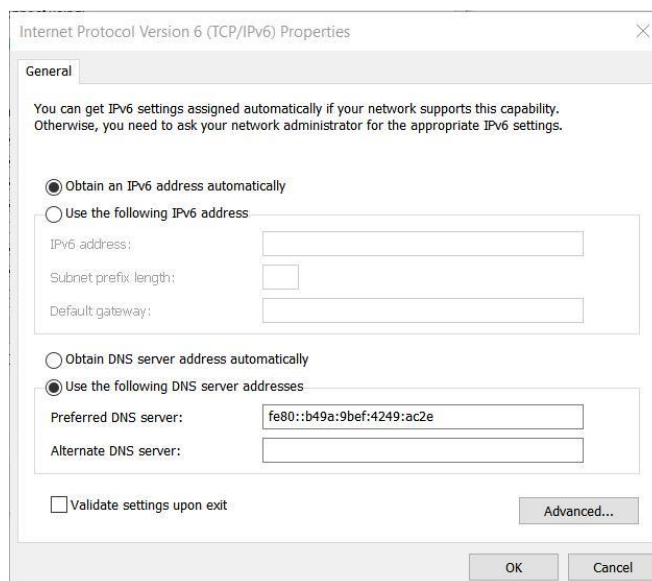 Internet Protocol Version 6 (TCP/IPv6) Properties
General
You can get IPv6 settings assigned automatically if your network supports this capability.
Otherwise, you need to ask your network administrator for the appropriate IPv6 settings.
Obtain an IPv6 address automatically
Use the following IPv6 address
IPv6 address:
Subnet prefix length:
Default gateway:
Obtain DNS server address automatically
Use the following DNS server addresses
Preferred DNS server: fe80::b49a:9bef:4249:ac2e
Alternate DNS server:
Validate settings upon exit
Advanced...
OK Cancel